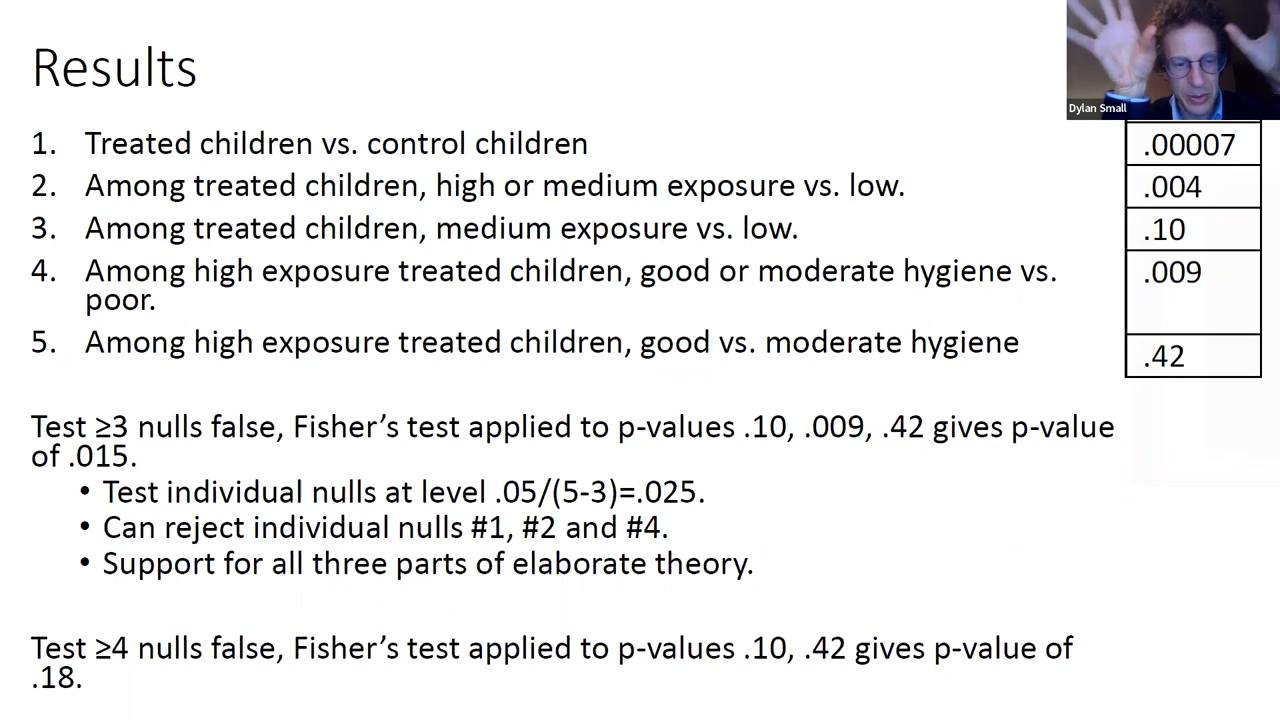 Results
Dylan Small
1. Treated children vs. control children
.00007
2. Among treated children, high or medium exposure vs. low.
.004
3. Among treated children, medium exposure vs. low.
.10
4. Among high exposure treated children, good or moderate hygiene vs.
poor.
.009
5. Among high exposure treated children, good vs. moderate hygiene
.42
Test ≥3 nulls false, Fisher’s test applied to p-values .10, .009, .42 gives p-value
of .015.
• Test individual nulls at level .05/(5-3)=.025.
• Can reject individual nulls #1, #2 and #4.
• Support for all three parts of elaborate theory.
Test ≥4 nulls false, Fisher’s test applied to p-values .10, .42 gives p-value of
.18.